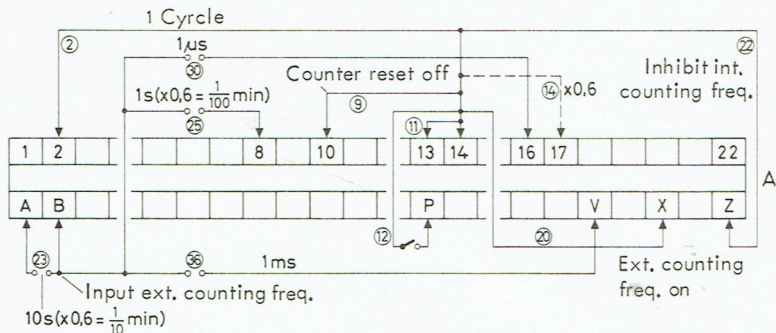 1 Cyrcle
②
㉒
1µs
㉚
Counter reset off
Inhibit int.
counting freq.
1s(x0,6 = 1/100 min)
⑨
⑭ x0,6
㉕
⑪
1 2 8 10 13 14 16 17 22
A
A B P V X Z
⑫
⑳
㉓
㊱
1ms
Input ext. counting freq.
Ext. counting
freq. on
10s(x0,6 = 1/10 min)